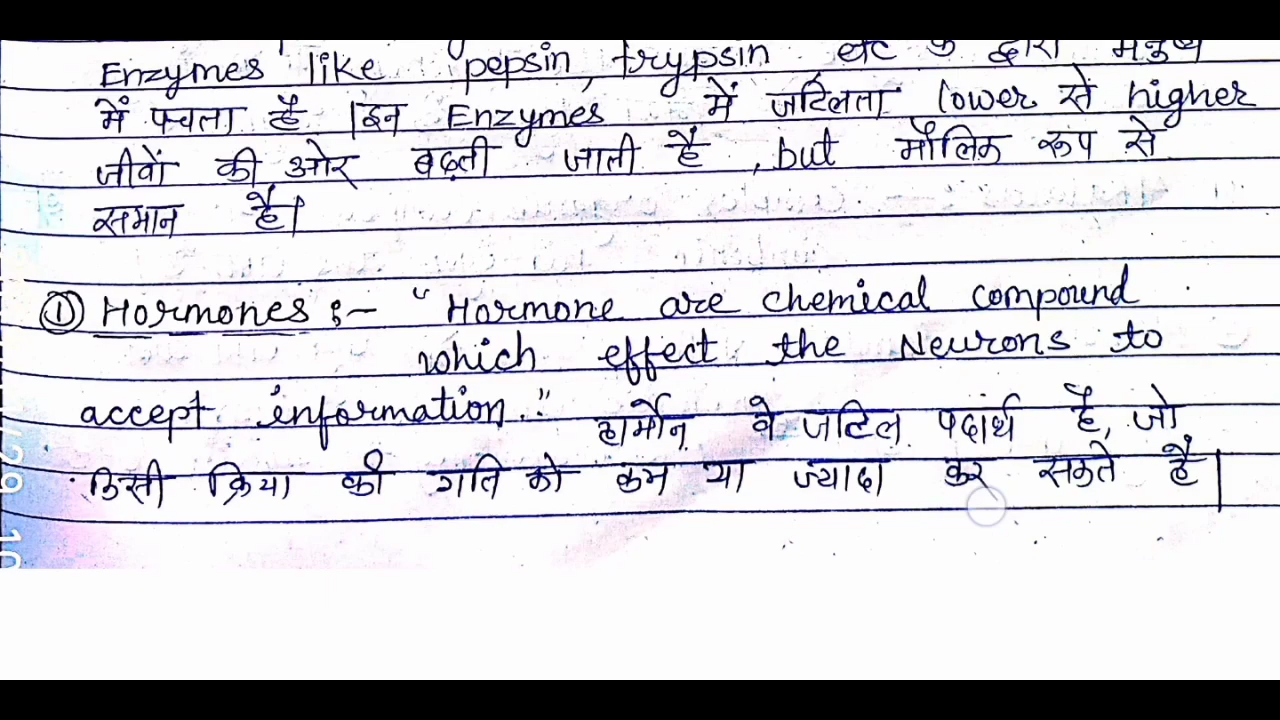 Enzymes like pepsin, trypsin etc के द्वारा मनुष्य
में पचता है |इन Enzymes में जटिलता lower से higher
जीवों की ओर बढ़ती जाती है , but मौलिक रूप से
समान है|
① Hormones :- "Hormone are chemical compound
which effect the Neurons to
accept information." हार्मोन वे जटिल पदार्थ है, जो
किसी क्रिया की गति को कम या ज्यादा कर सकते है|